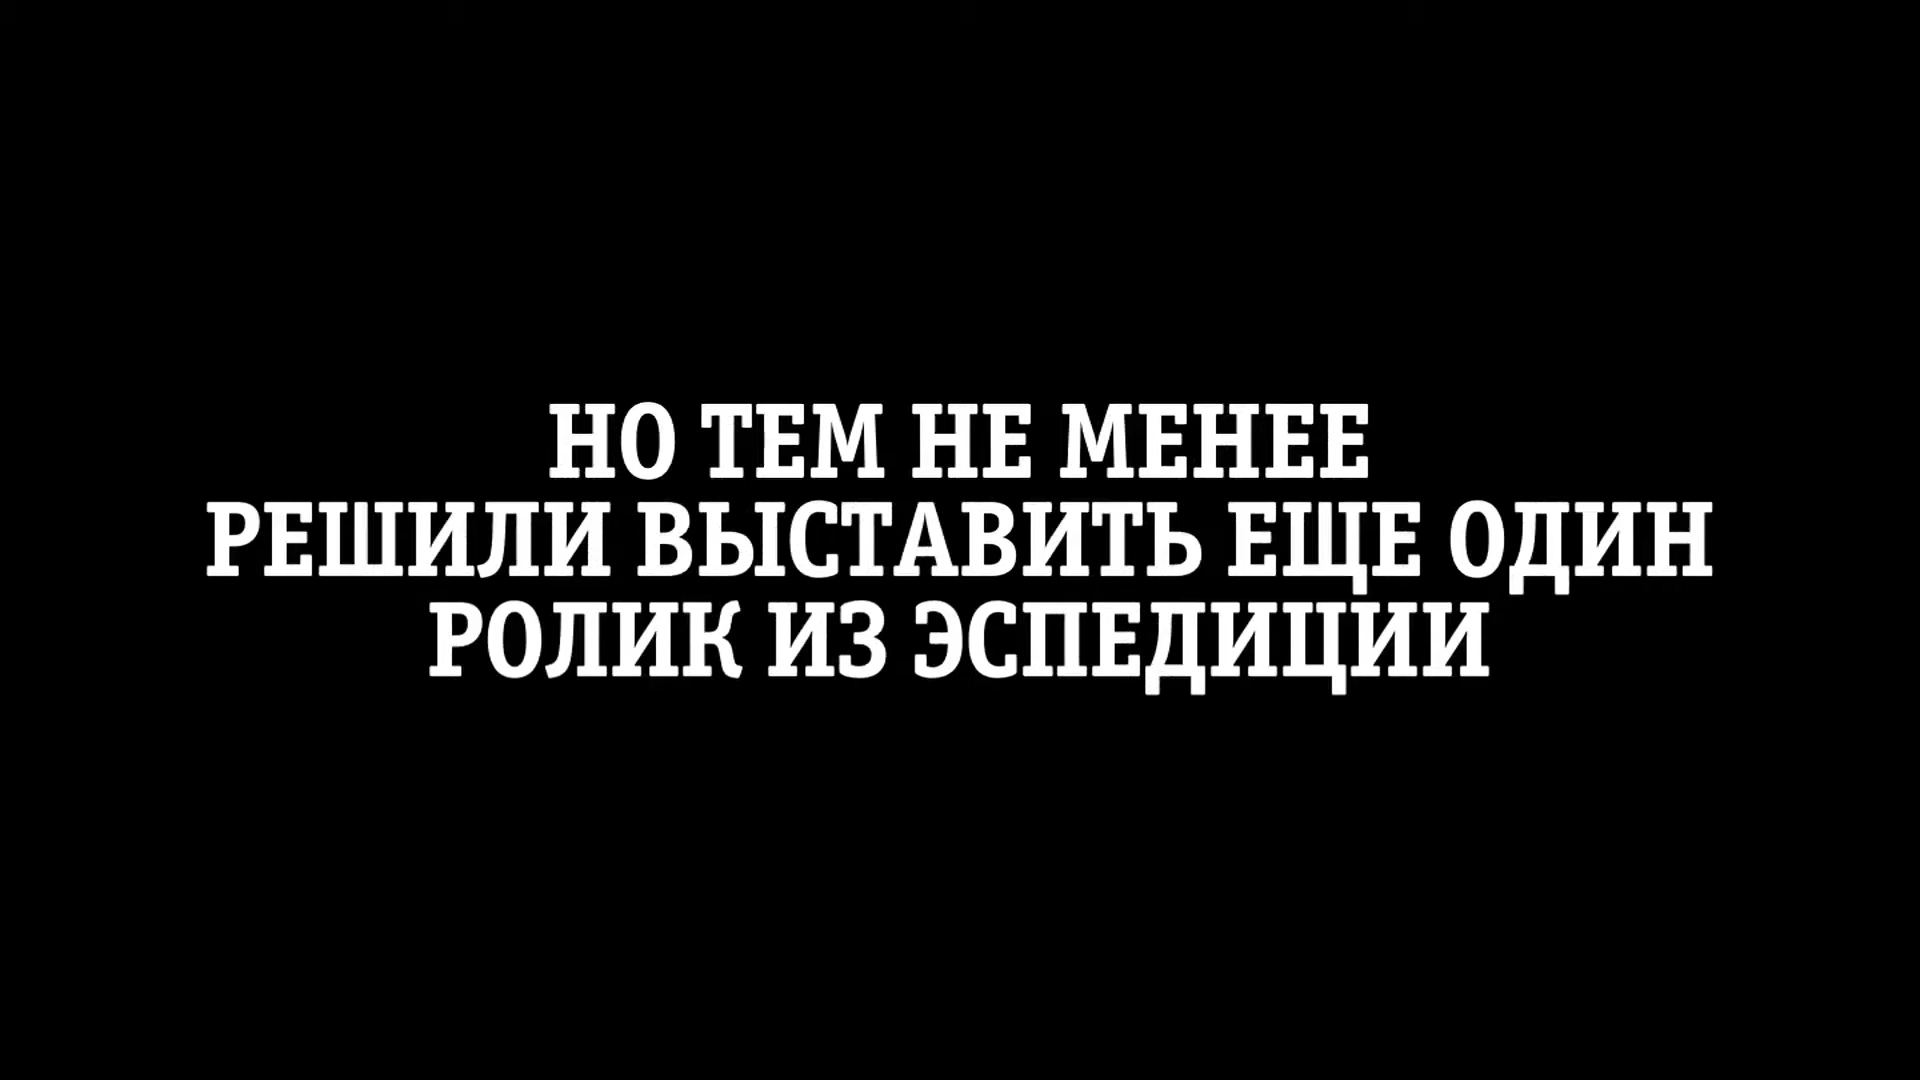 НО ТЕМ НЕ МЕНЕЕ
РЕШИЛИ ВЫСТАВИТЬ ЕЩЕ ОДИН
РОЛИК ИЗ ЭСПЕДИЦИИ